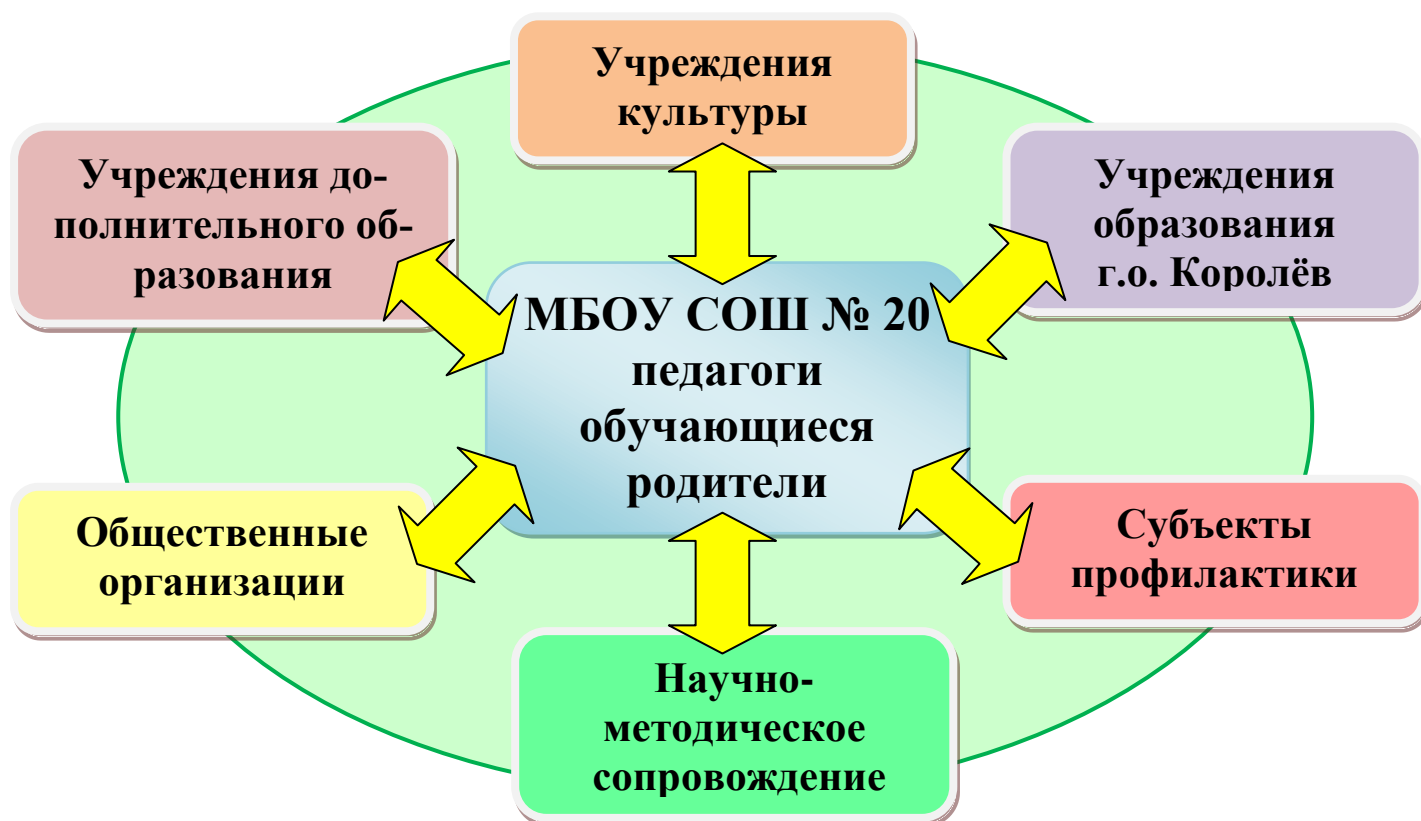 Учреждения
культуры
Учреждения до-
полнительного об-
разования
Учреждения
образования
г.о. Королёв
МБОУ СОШ № 20
педагоги
обучающиеся
родители
Общественные
организации
Субъекты
профилактики
Научно-
методическое
сопровождение